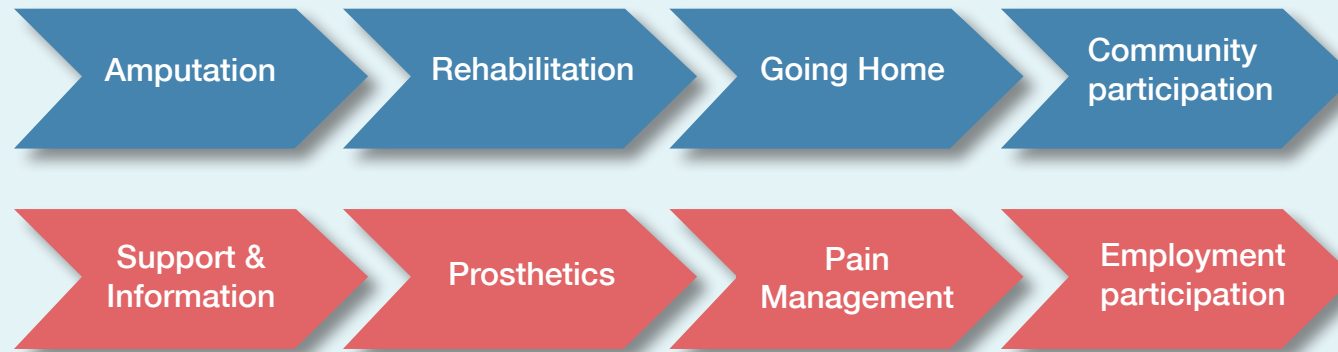 Amputation
Rehabilitation
Going Home
Community
participation
Support &
Information
Prosthetics
Pain
Management
Employment
participation